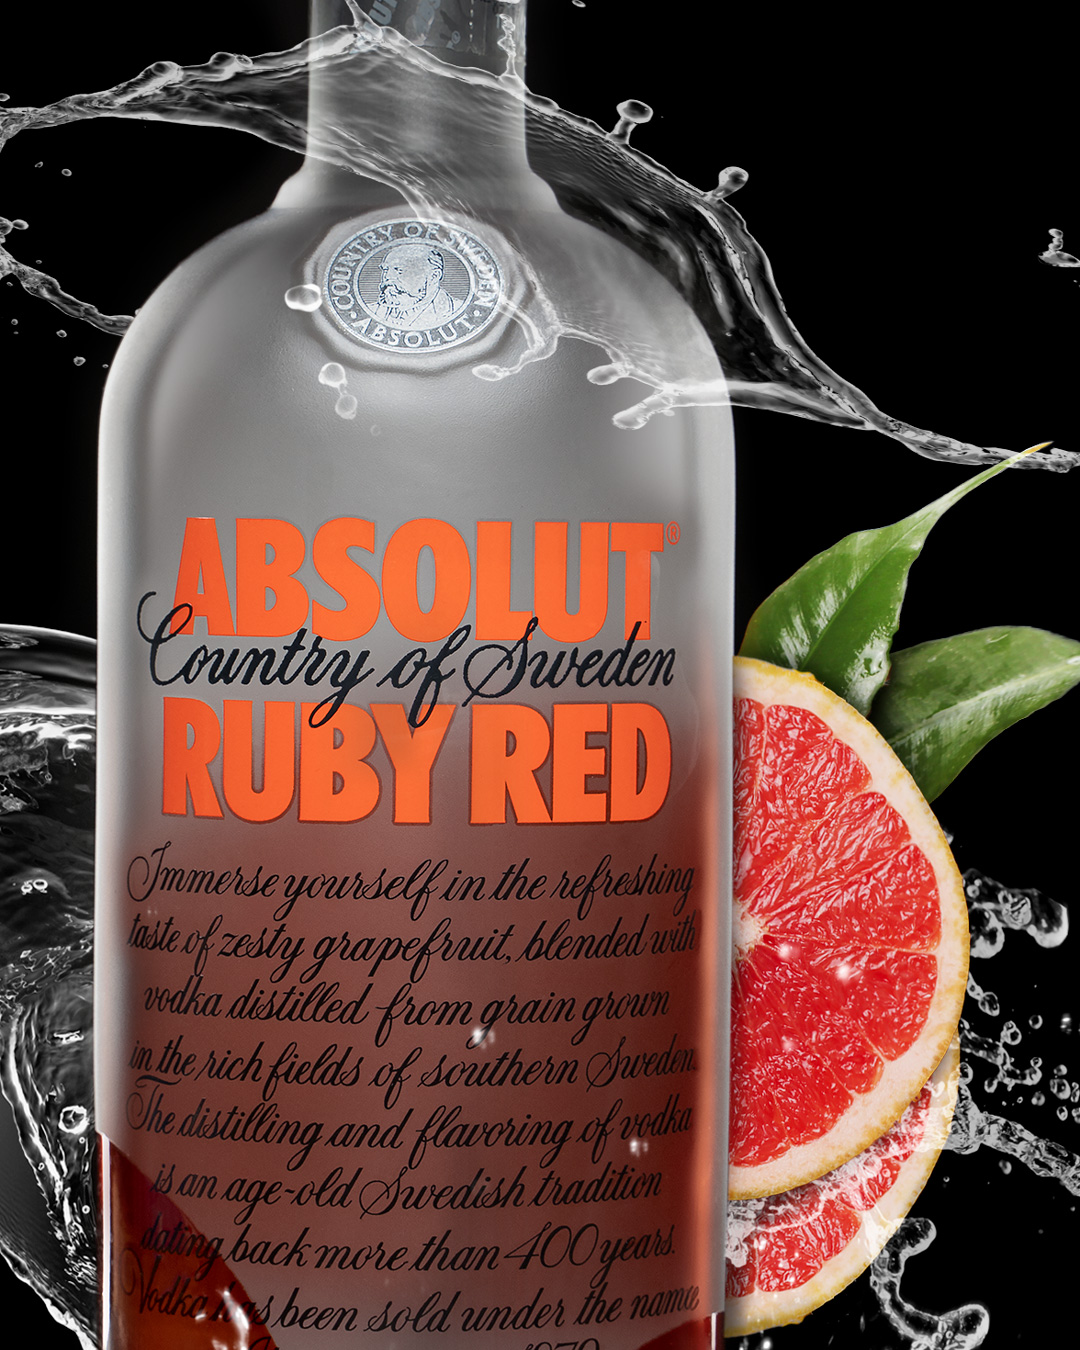 COUNTRY OF SWEDEN
ABSOLUT
ABSOLUT®
Country of Sweden
RUBY RED
Immerse yourself in the refreshing
taste of zesty grapefruit, blended with
vodka distilled from grain grown
in the rich fields of southern Sweden.
The distilling and flavoring of vodka
is an age-old Swedish tradition
dating back more than 400 years.
Vodka has been sold under the name